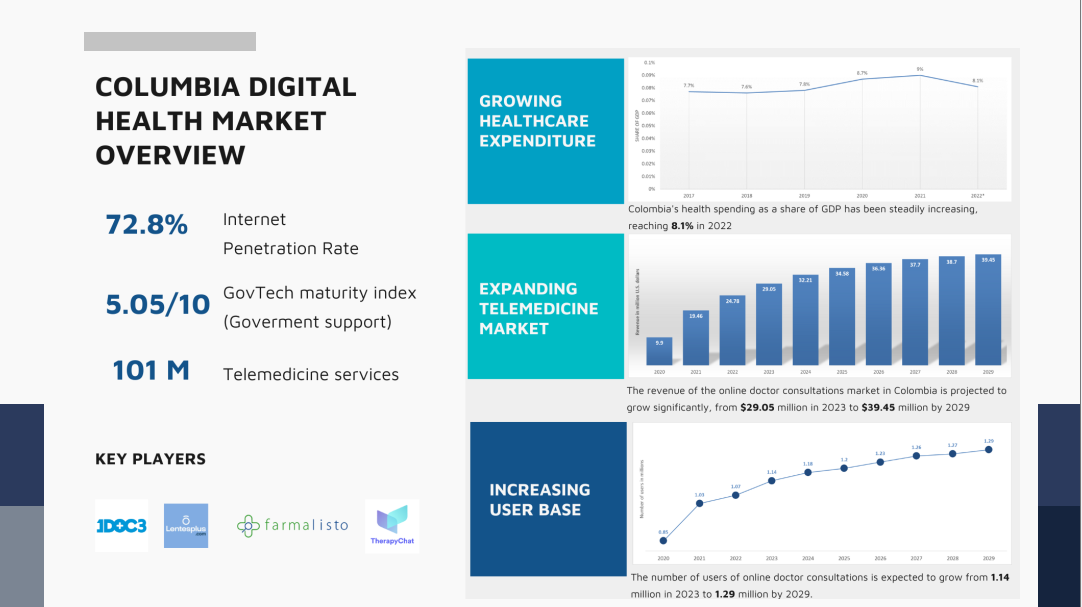 COLUMBIA DIGITAL
HEALTH MARKET
OVERVIEW
72.8%
Internet
Penetration Rate
5.05/10
GovTech maturity index
(Goverment support)
101 M
Telemedicine services
KEY PLAYERS
1DOC3
Lentesplus
.com
farmalisto
TherapyChat
GROWING
HEALTHCARE
EXPENDITURE
SHARE OF GDP
0.1%
0.09%
0.08%
0.07%
0.06%
0.05%
0.04%
0.03%
0.02%
0.01%
0%
7.7% 7.6% 7.8% 8.7% 9% 8.1%
2017 2018 2019 2020 2021 2022*
Colombia's health spending as a share of GDP has been steadily increasing,
reaching 8.1% in 2022
EXPANDING
TELEMEDICINE
MARKET
Revenue in million U.S. dollars
9.9 19.46 24.78 29.05 32.21 34.58 36.36 37.7 38.7 39.45
2020 2021 2022 2023 2024 2025 2026 2027 2028 2029
The revenue of the online doctor consultations market in Colombia is projected to
grow significantly, from $29.05 million in 2023 to $39.45 million by 2029
INCREASING
USER BASE
Number of users in millions
0.85 1.03 1.07 1.14 1.18 1.2 1.23 1.26 1.27 1.29
2020 2021 2022 2023 2024 2025 2026 2027 2028 2029
The number of users of online doctor consultations is expected to grow from 1.14
million in 2023 to 1.29 million by 2029.